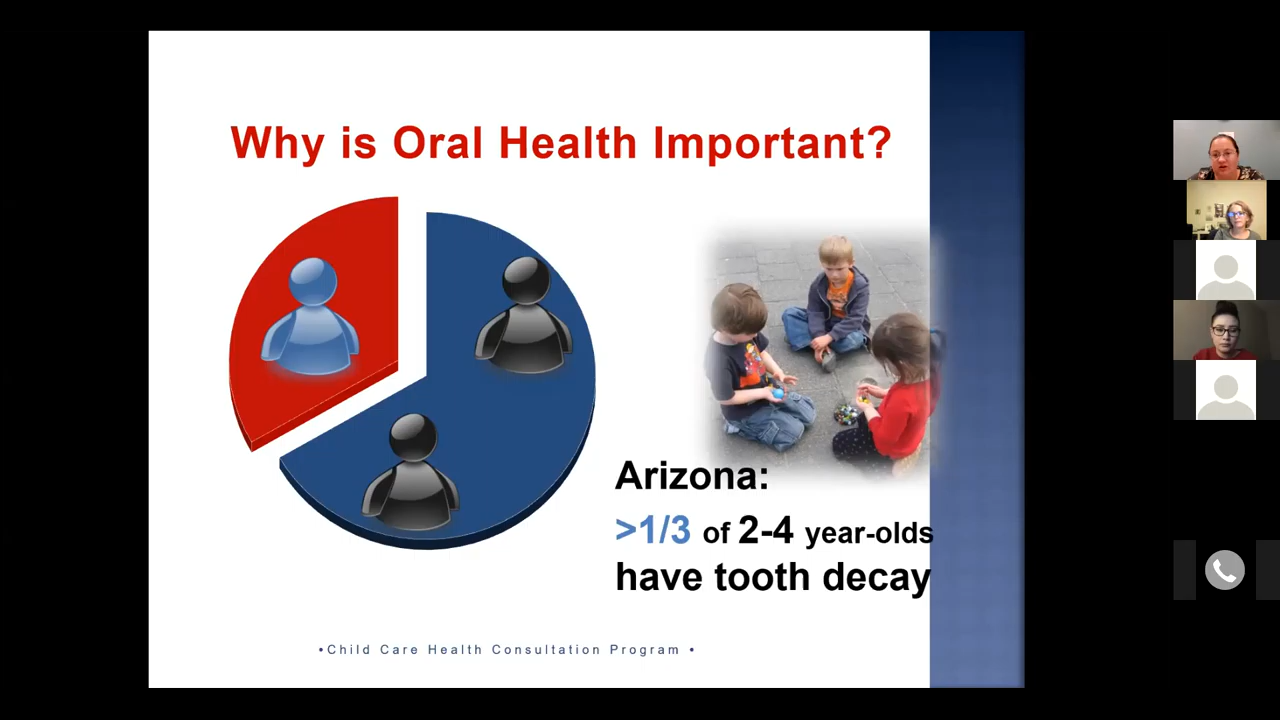 Why is Oral Health Important?
Arizona:
>1/3 of 2-4 year-olds
have tooth decay
•Child Care Health Consultation Program •